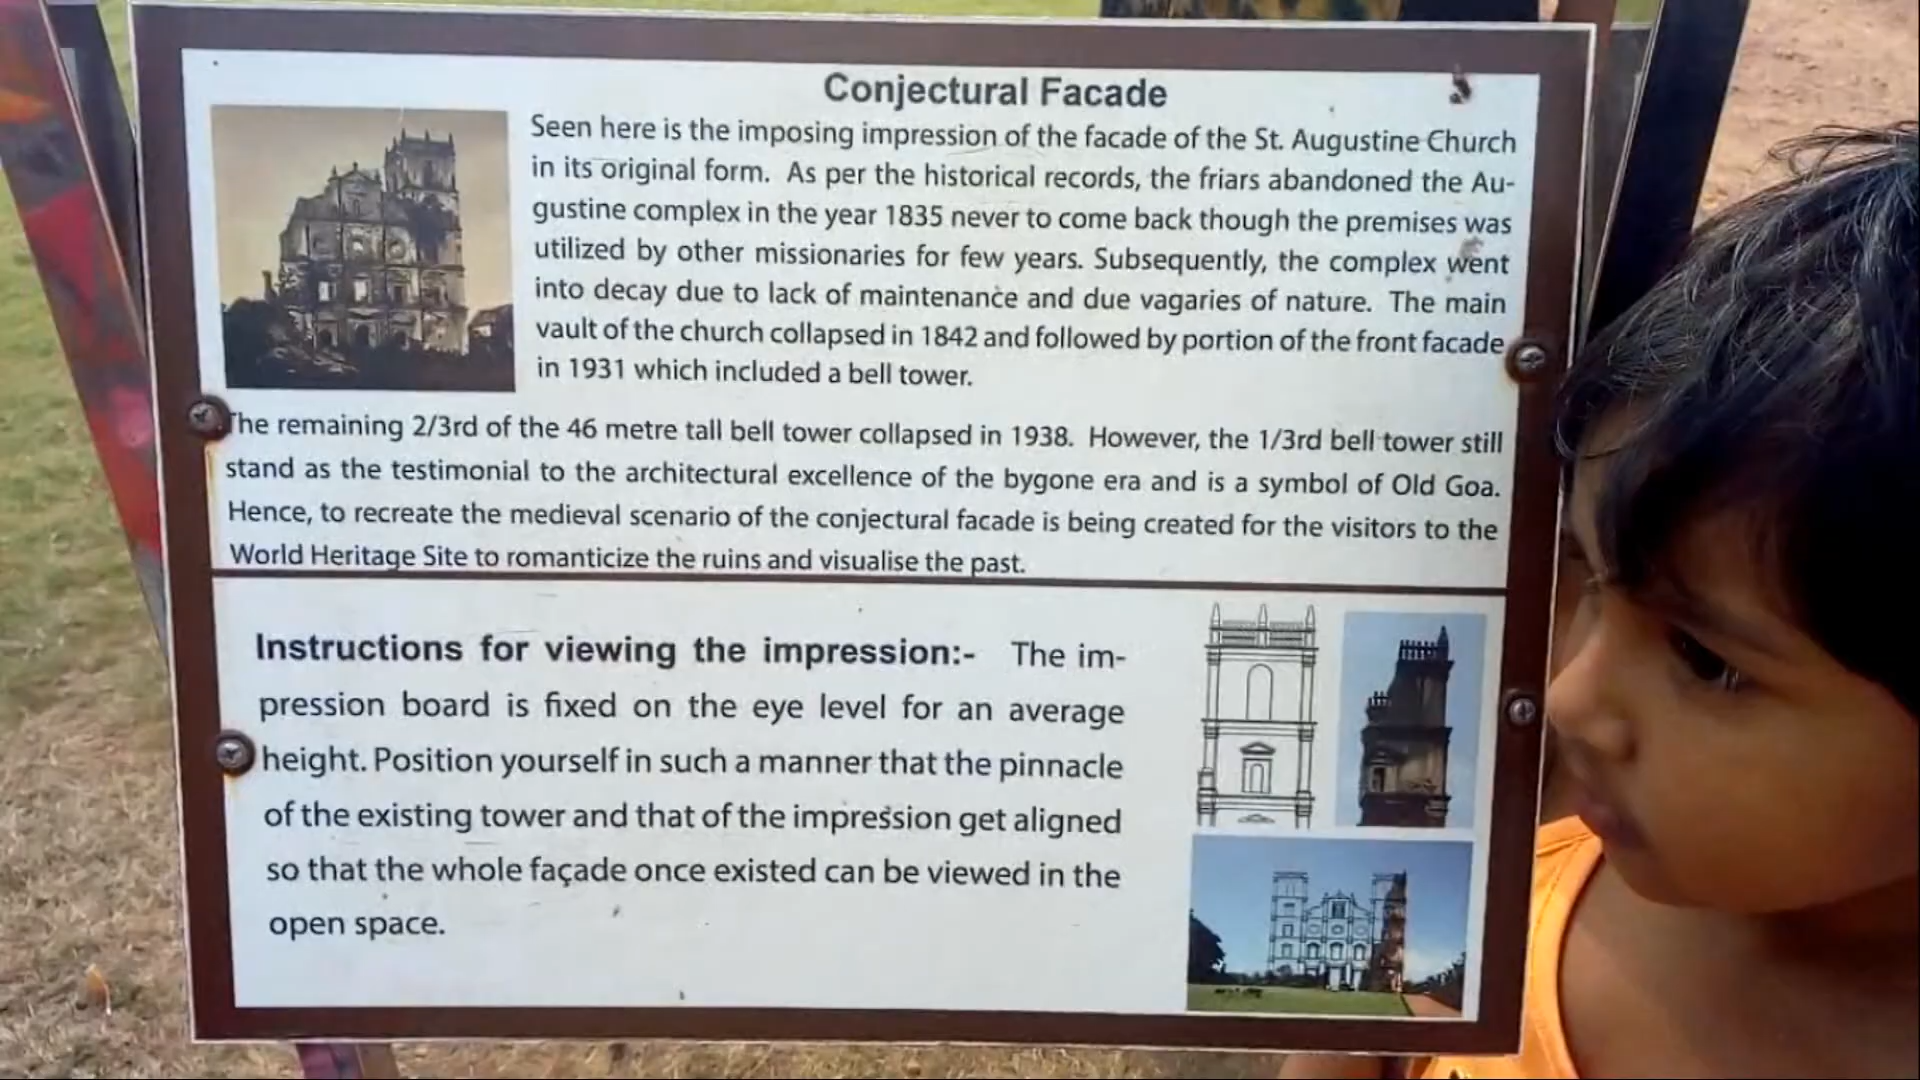 Conjectural Facade
Seen here is the imposing impression of the facade of the St. Augustine Church
in its original form. As per the historical records, the friars abandoned the Au-
gustine complex in the year 1835 never to come back though the premises was
utilized by other missionaries for few years. Subsequently, the complex went
into decay due to lack of maintenance and due vagaries of nature. The main
vault of the church collapsed in 1842 and followed by portion of the front facade
in 1931 which included a bell tower.
The remaining 2/3rd of the 46 metre tall bell tower collapsed in 1938. However, the 1/3rd bell tower still
stand as the testimonial to the architectural excellence of the bygone era and is a symbol of Old Goa.
Hence, to recreate the medieval scenario of the conjectural facade is being created for the visitors to the
World Heritage Site to romanticize the ruins and visualise the past.
Instructions for viewing the impression:- The im-
pression board is fixed on the eye level for an average
height. Position yourself in such a manner that the pinnacle
of the existing tower and that of the impression get aligned
so that the whole façade once existed can be viewed in the
open space.